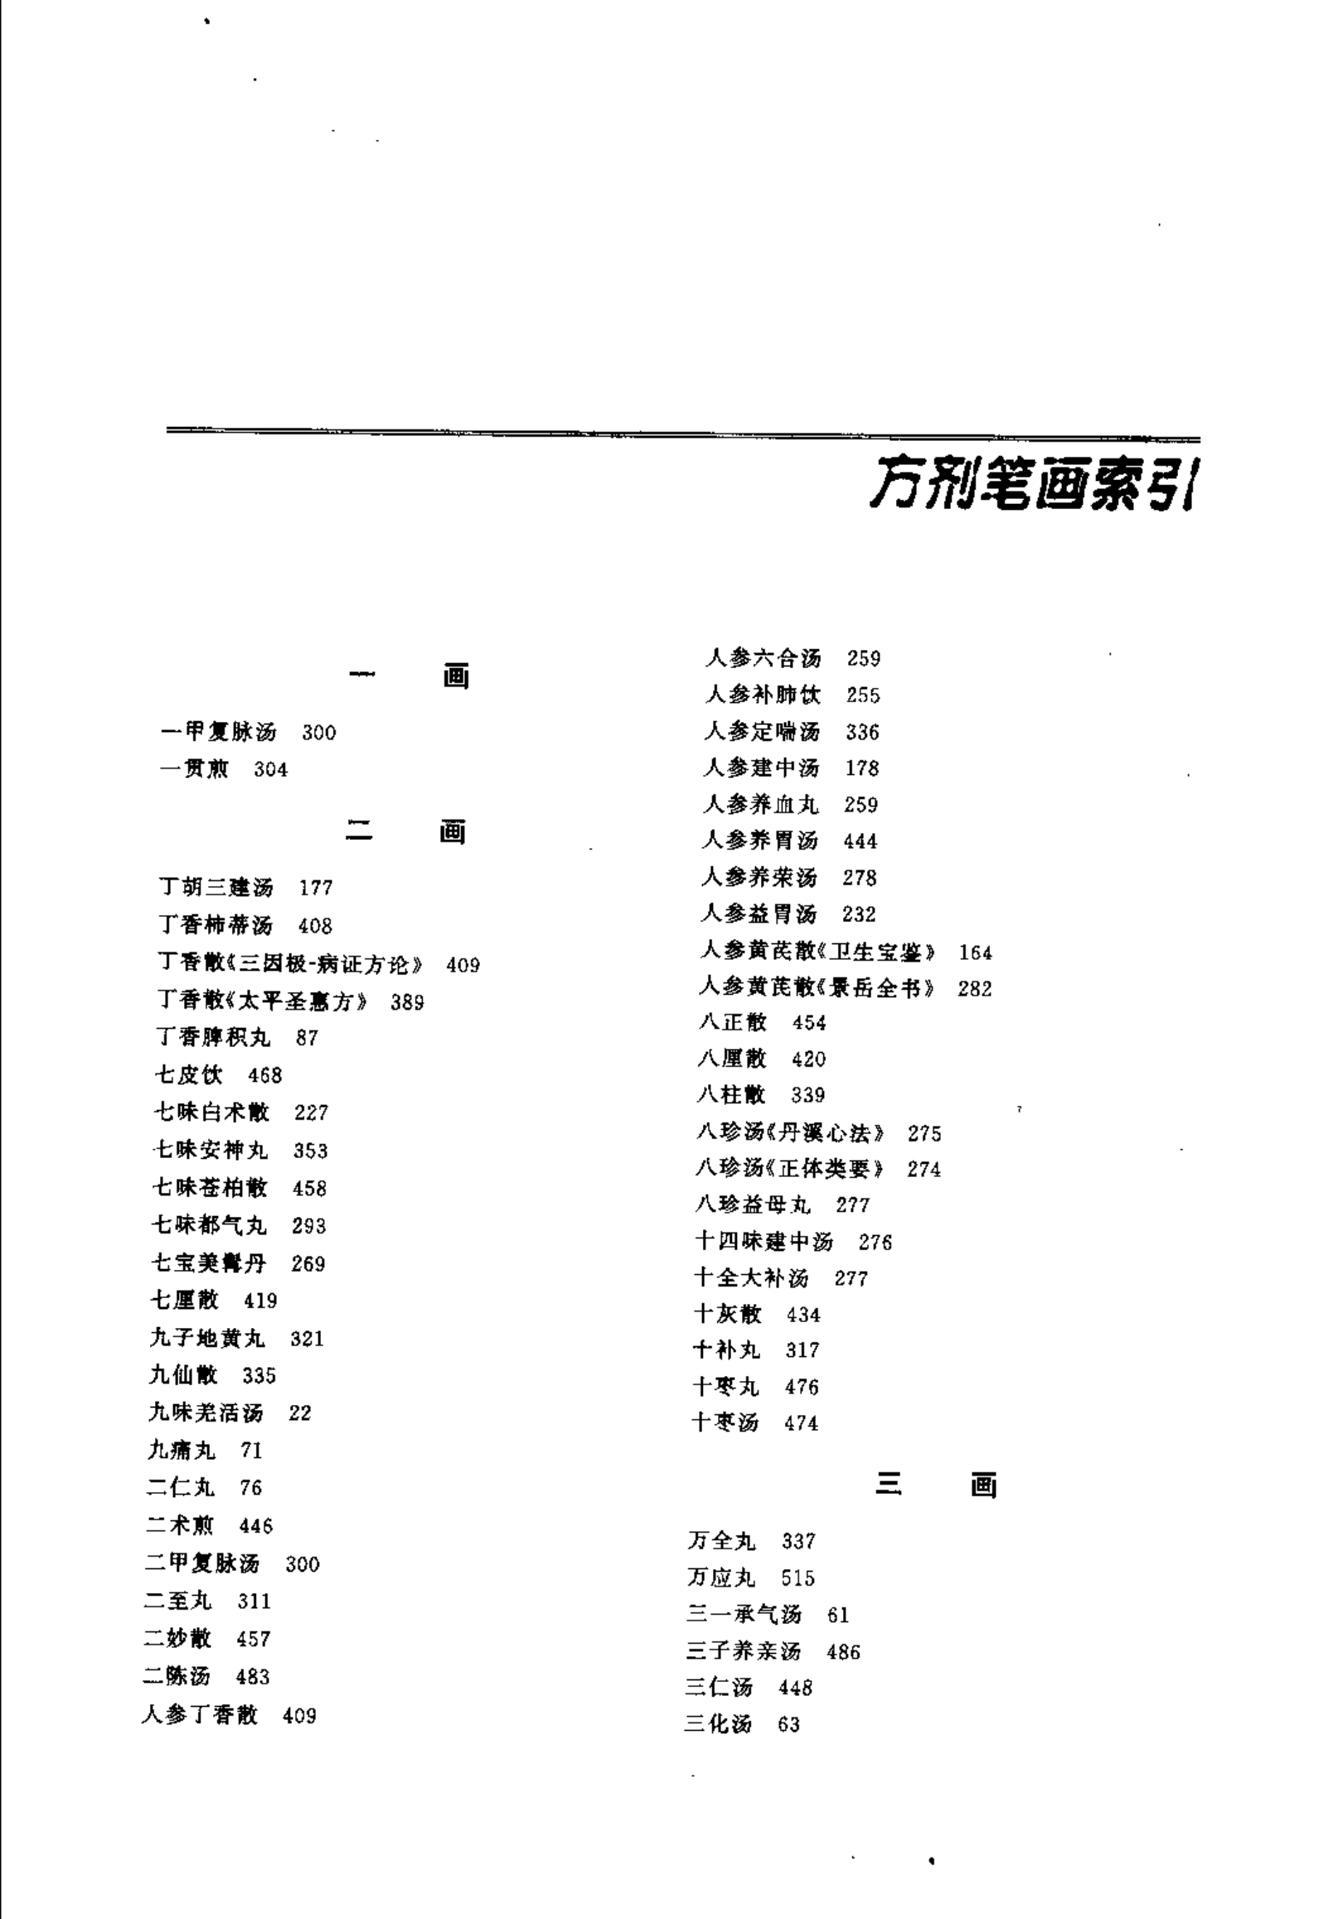 方剂笔画索引
一 画
一甲复脉汤 300
一贯煎 304
二 画
丁胡三建汤 177
丁香柿蒂汤 408
丁香散《三因极-病证方论》 409
丁香散《太平圣惠方》 389
丁香脾积丸 87
七皮饮 468
七味白术散 227
七味安神丸 353
七味苍柏散 458
七味都气丸 293
七宝美髯丹 269
七厘散 419
九子地黄丸 321
九仙散 335
九味羌活汤 22
九痛丸 71
二仁丸 76
二术煎 446
二甲复脉汤 300
二至丸 311
二妙散 457
二陈汤 483
人参丁香散 409
人参六合汤 259
人参补肺饮 255
人参定喘汤 336
人参建中汤 178
人参养血丸 259
人参养胃汤 444
人参养荣汤 278
人参益胃汤 232
人参黄芪散《卫生宝鉴》 164
人参黄芪散《景岳全书》 282
八正散 454
八厘散 420
八柱散 339
八珍汤《丹溪心法》 275
八珍汤《正体类要》 274
八珍益母丸 277
十四味建中汤 276
十全大补汤 277
十灰散 434
十补丸 317
十枣丸 476
十枣汤 474
三 画
万全丸 337
万应丸 515
三一承气汤 61
三子养亲汤 486
三仁汤 448
三化汤 63